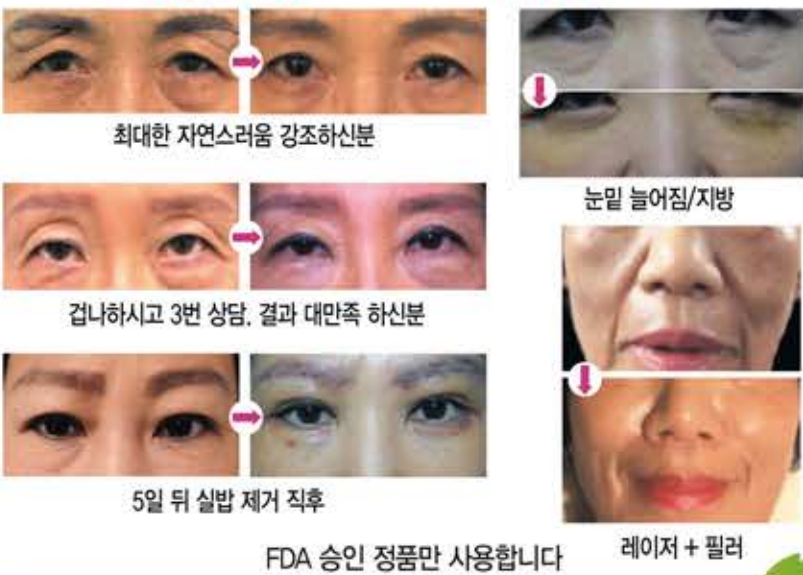 최대한 자연스러움 강조하신분
눈밑 늘어짐/지방
겁나하시고 3번 상담, 결과 대만족 하신분
5일 뒤 실밥 제거 직후
레이저 + 필러
FDA 승인 정품만 사용합니다